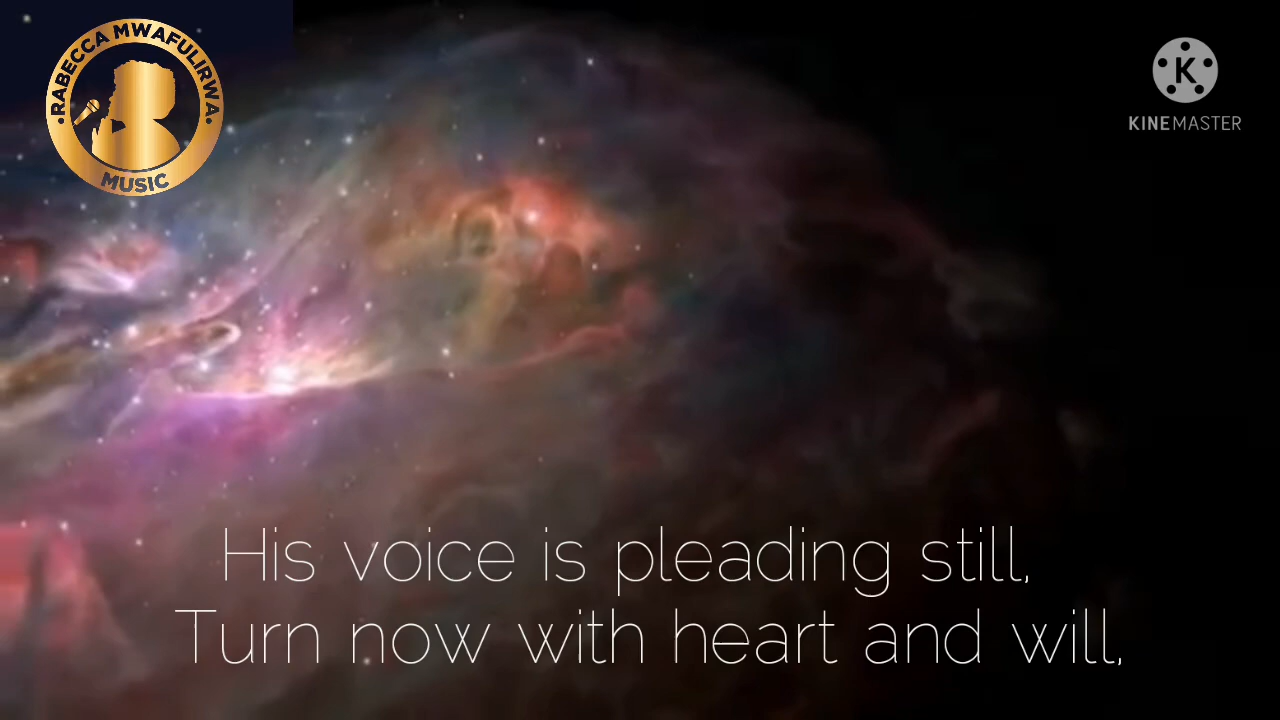 ·RABECCA MWAFULIRWA·
MUSIC
K
KINEMASTER
His voice is pleading still,
Turn now with heart and will,